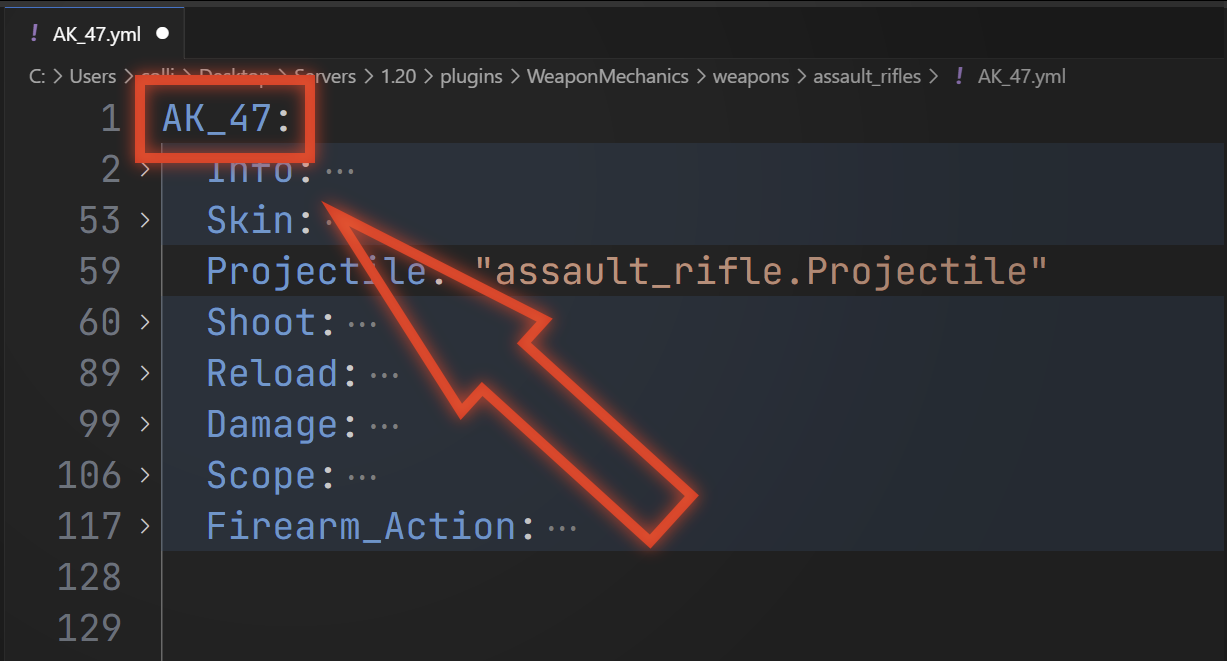 ! AK_47.yml ●
C: > Users > Desktop > Servers > 1.20 > plugins > WeaponMechanics > weapons > assault_rifles > ! AK_47.yml
1 AK_47:
2 > Info: ···
53 > Skin: ···
59 Projectile: "assault_rifle.Projectile"
60 > Shoot: ···
89 > Reload: ···
99 > Damage: ···
106 > Scope: ···
117 > Firearm_Action: ···
128
129